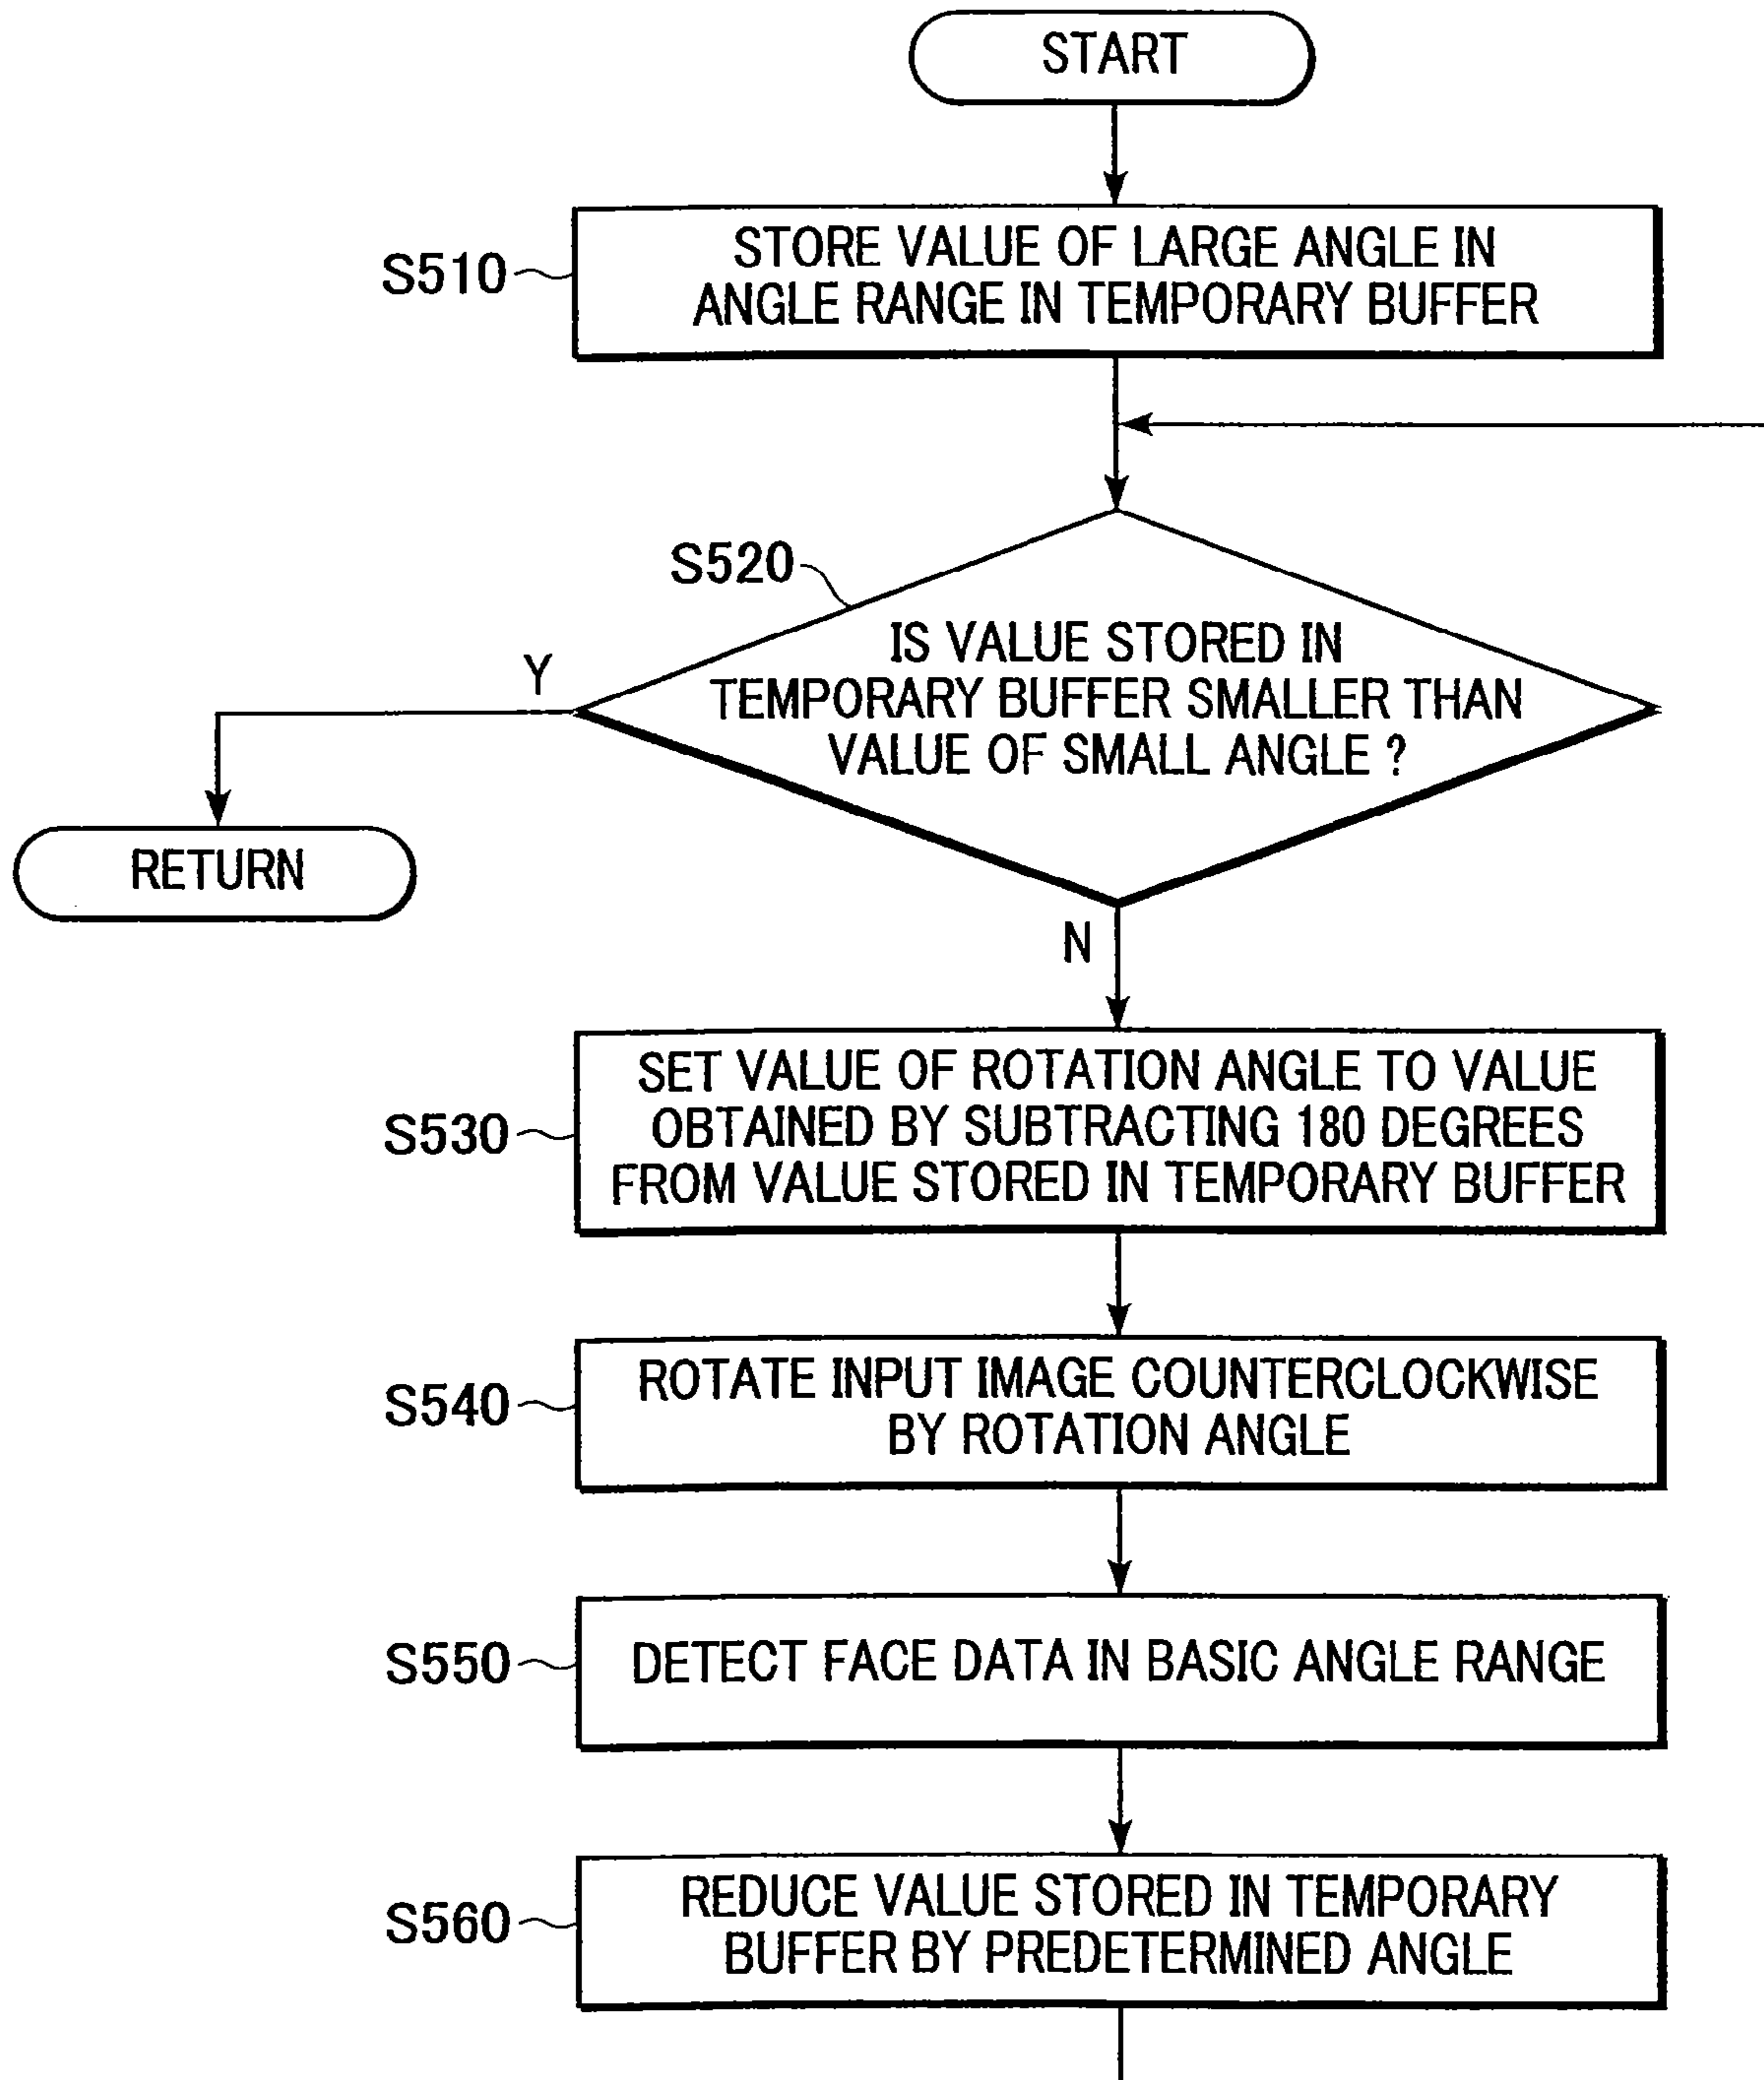 START
S510
STORE VALUE OF LARGE ANGLE IN
ANGLE RANGE IN TEMPORARY BUFFER
S520
IS VALUE STORED IN
TEMPORARY BUFFER SMALLER THAN
VALUE OF SMALL ANGLE ?
Y
RETURN
N
S530
SET VALUE OF ROTATION ANGLE TO VALUE
OBTAINED BY SUBTRACTING 180 DEGREES
FROM VALUE STORED IN TEMPORARY BUFFER
S540
ROTATE INPUT IMAGE COUNTERCLOCKWISE
BY ROTATION ANGLE
S550
DETECT FACE DATA IN BASIC ANGLE RANGE
S560
REDUCE VALUE STORED IN TEMPORARY
BUFFER BY PREDETERMINED ANGLE